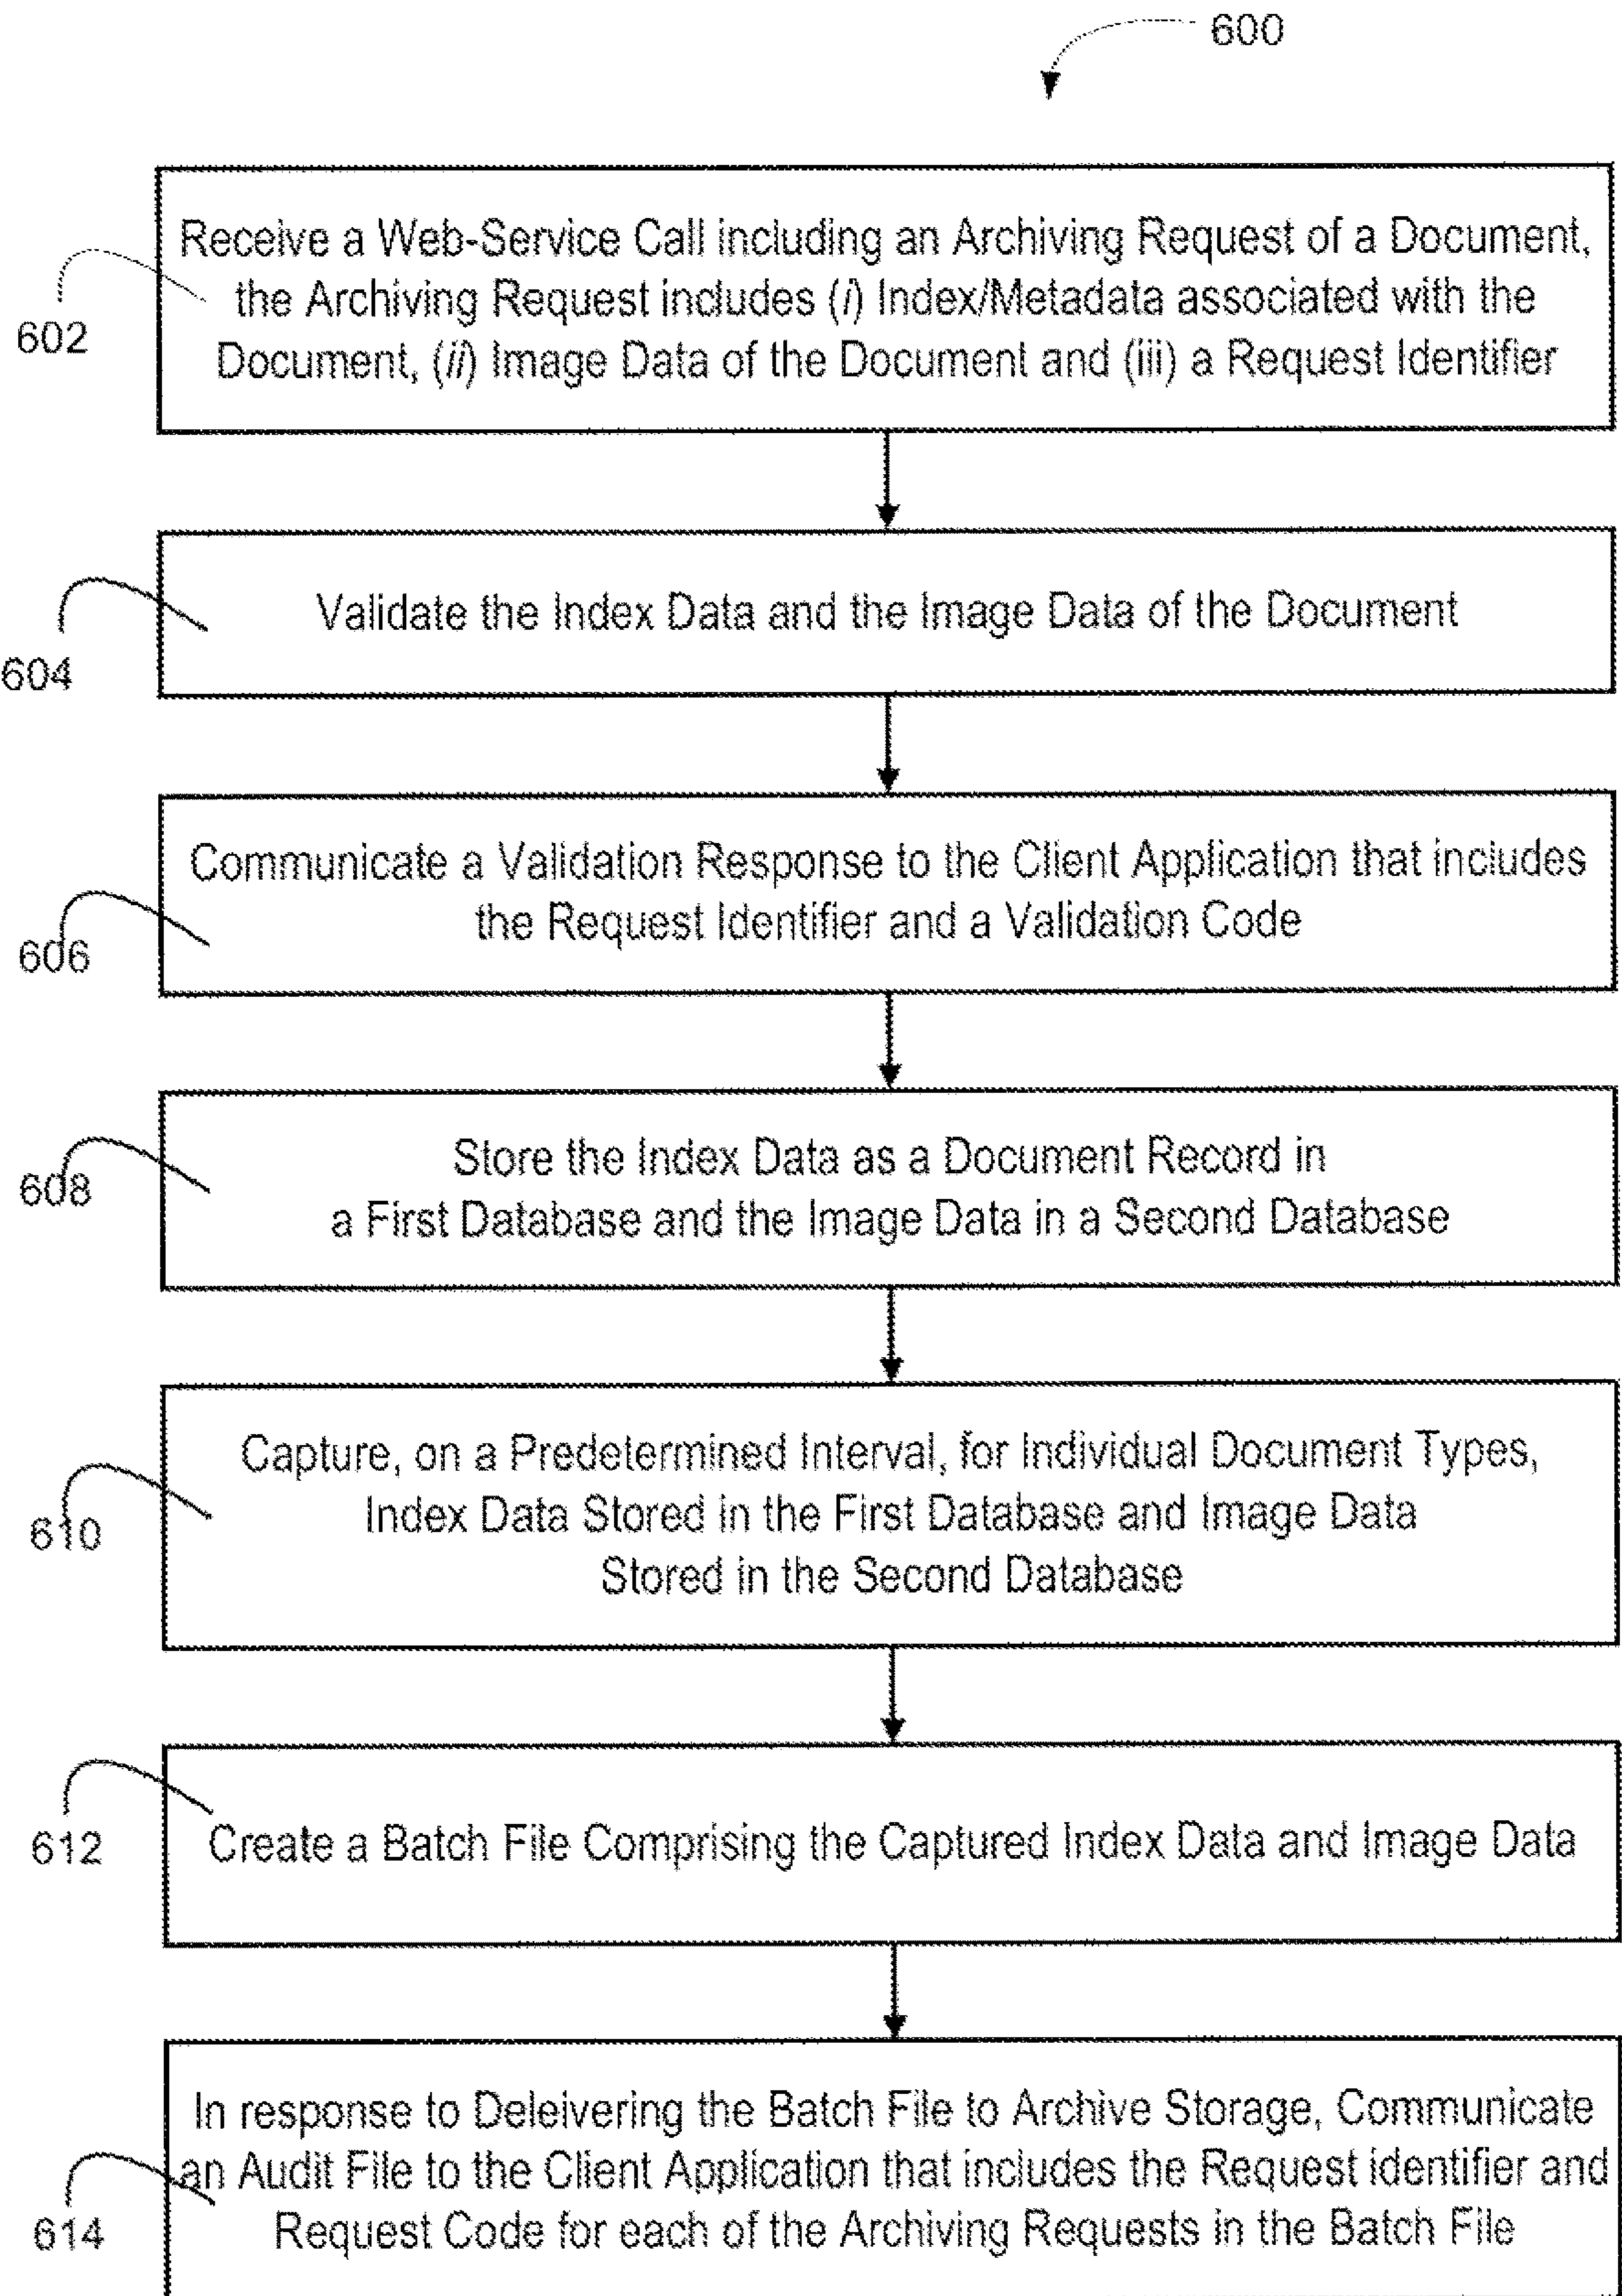 600
Receive a Web-Service Call including an Archiving Request of a Document,
the Archiving Request includes (i) Index/Metadata associated with the
Document, (ii) Image Data of the Document and (iii) a Request Identifier
602
Validate the Index Data and the Image Data of the Document
604
Communicate a Validation Response to the Client Application that includes
the Request Identifier and a Validation Code
606
Store the Index Data as a Document Record in
a First Database and the Image Data in a Second Database
608
Capture, on a Predetermined Interval, for Individual Document Types,
Index Data Stored in the First Database and Image Data
Stored in the Second Database
610
Create a Batch File Comprising the Captured Index Data and Image Data
612
In response to Deleivering the Batch File to Archive Storage, Communicate
an Audit File to the Client Application that includes the Request identifier and
Request Code for each of the Archiving Requests in the Batch File
614